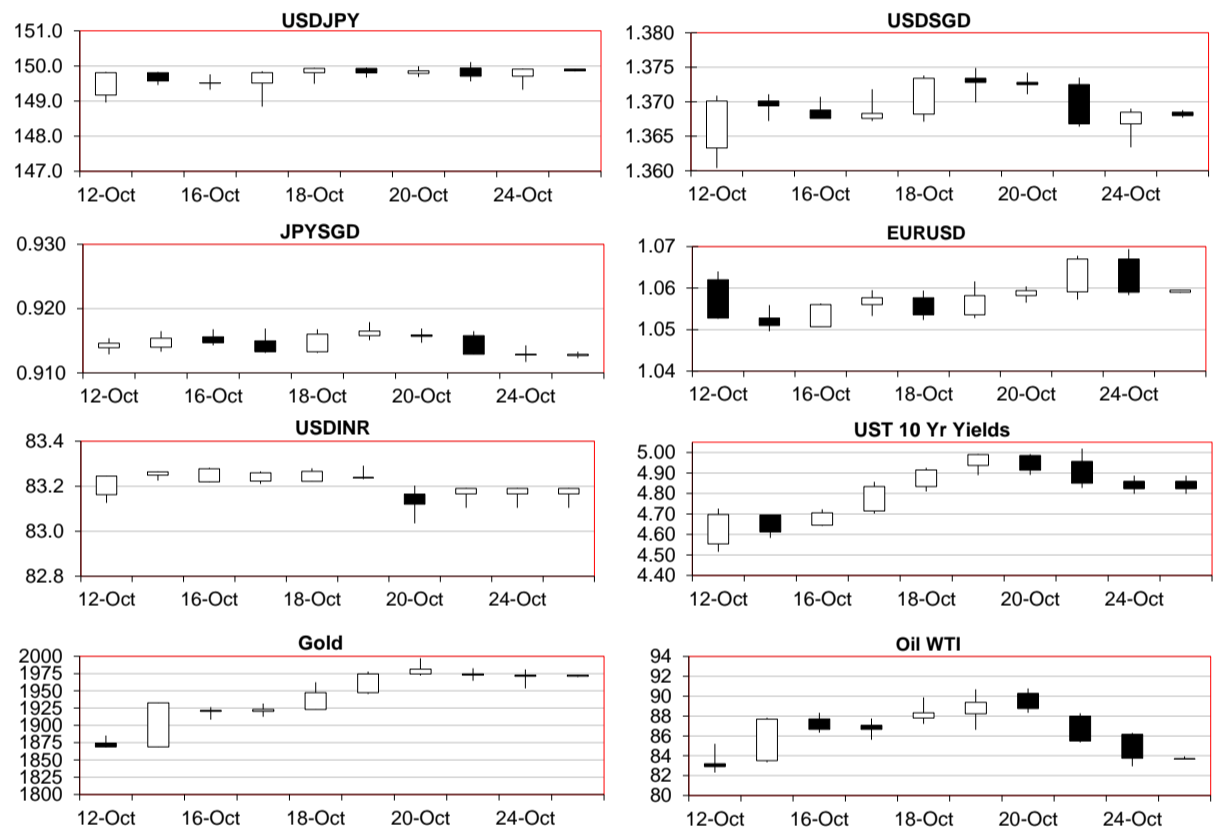 USDJPY
151.0
150.0
149.0
148.0
147.0
12-Oct 16-Oct 18-Oct 20-Oct 24-Oct
USDSGD
1.380
1.375
1.370
1.365
1.360
12-Oct 16-Oct 18-Oct 20-Oct 24-Oct
JPYSGD
0.930
0.920
0.910
12-Oct 16-Oct 18-Oct 20-Oct 24-Oct
EURUSD
1.07
1.06
1.05
1.04
12-Oct 16-Oct 18-Oct 20-Oct 24-Oct
USDINR
83.4
83.2
83.0
82.8
12-Oct 16-Oct 18-Oct 20-Oct 24-Oct
UST 10 Yr Yields
5.00
4.90
4.80
4.70
4.60
4.50
4.40
12-Oct 16-Oct 18-Oct 20-Oct 24-Oct
Gold
2000
1975
1950
1925
1900
1875
1850
1825
1800
12-Oct 16-Oct 18-Oct 20-Oct 24-Oct
Oil WTI
94
92
90
88
86
84
82
80
12-Oct 16-Oct 18-Oct 20-Oct 24-Oct